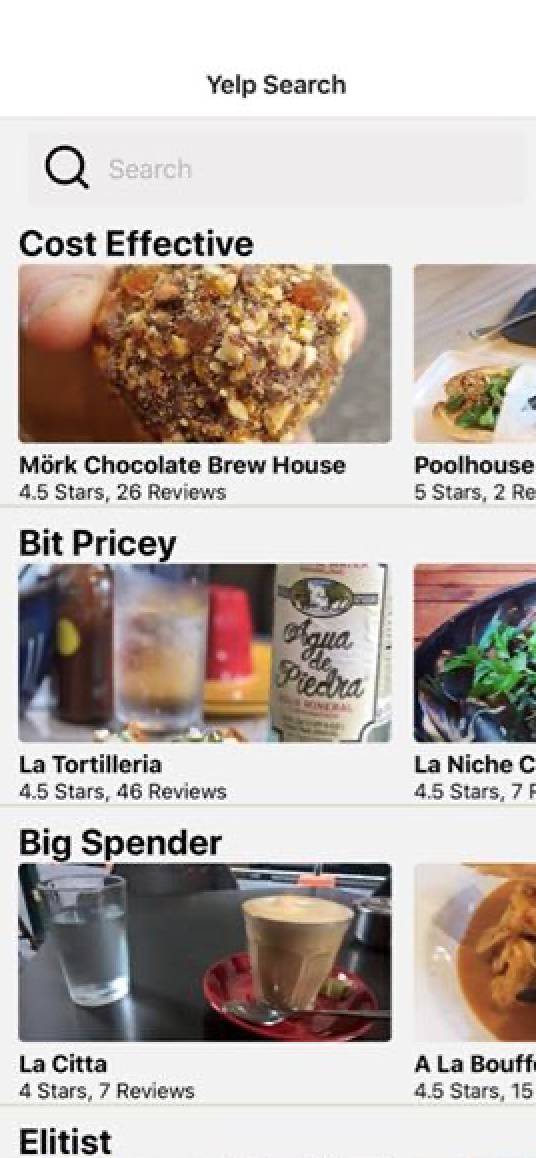 Yelp Search
Search
Cost Effective
Mörk Chocolate Brew House
4.5 Stars, 26 Reviews
Poolhouse
5 Stars, 2 Re
Bit Pricey
Agua
de
Piedra
MINERAL
La Tortilleria
4.5 Stars, 46 Reviews
La Niche C
4.5 Stars, 7 R
Big Spender
La Citta
4 Stars, 7 Reviews
A La Bouffe
4.5 Stars, 15
Elitist